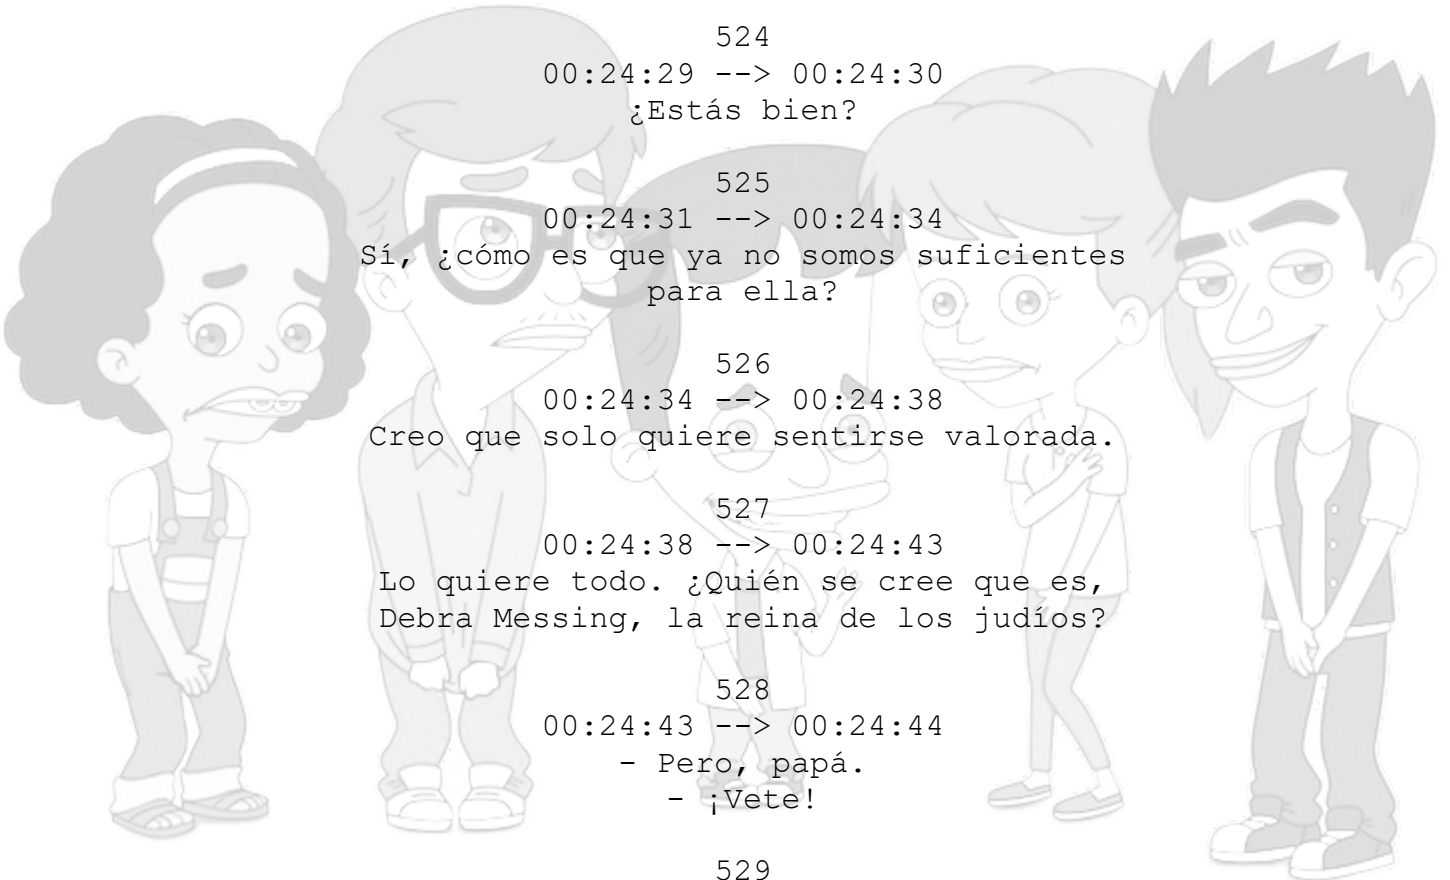 524
00:24:29 --> 00:24:30
¿Estás bien?
525
00:24:31 --> 00:24:34
Sí, ¿cómo es que ya no somos suficientes
para ella?
526
00:24:34 --> 00:24:38
Creo que solo quiere sentirse valorada.
527
00:24:38 --> 00:24:43
Lo quiere todo. ¿Quién se cree que es,
Debra Messing, la reina de los judíos?
528
00:24:43 --> 00:24:44
- Pero, papá.
- ¡Vete!
529